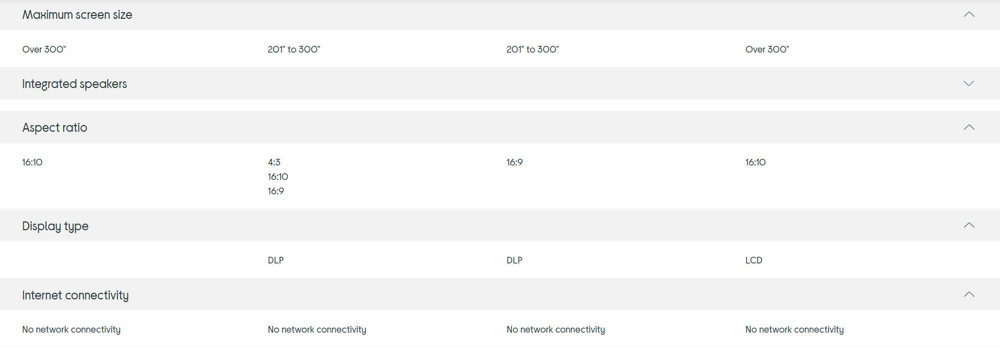 Maximum screen size
Over 300" 201" to 300" 201" to 300" Over 300"
Integrated speakers
Aspect ratio
16:10 4:3 16:9 16:10
16:10
16:9
Display type
DLP DLP LCD
Internet connectivity
No network connectivity No network connectivity No network connectivity No network connectivity